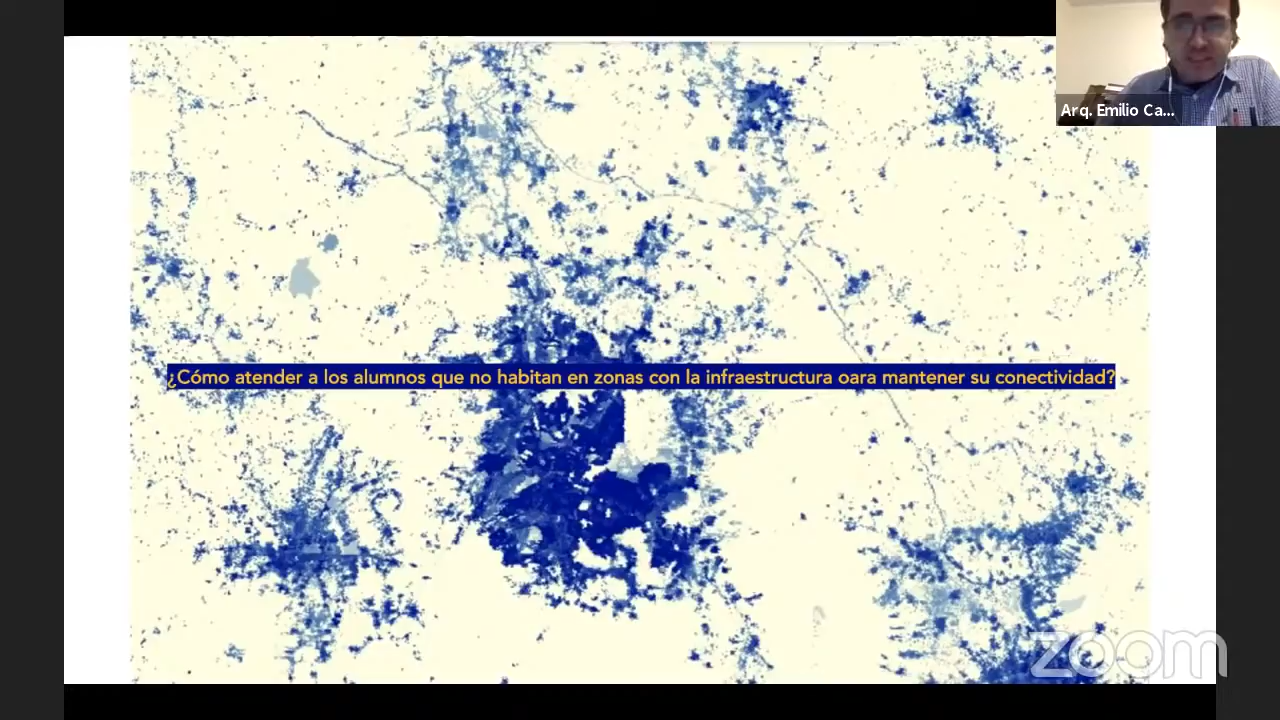 Arq. Emilio Ca...
¿Cómo atender a los alumnos que no habitan en zonas con la infraestructura oara mantener su conectividad?
zoom